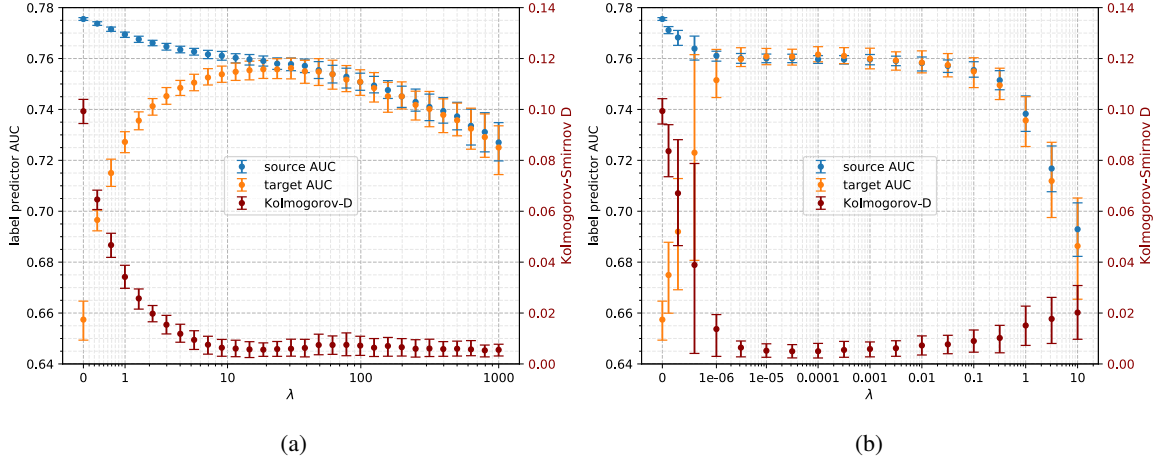 0.78
0.76
0.74
0.72
0.70
0.68
0.66
0.64
label predictor AUC
0.14
0.12
0.10
0.08
0.06
0.04
0.02
0.00
Kolmogorov-Smirnov D
source AUC
target AUC
Kolmogorov-D
0 1 10 100 1000
λ
(a)
0.78
0.76
0.74
0.72
0.70
0.68
0.66
0.64
label predictor AUC
0.14
0.12
0.10
0.08
0.06
0.04
0.02
0.00
Kolmogorov-Smirnov D
source AUC
target AUC
Kolmogorov-D
0 1e-06 1e-05 0.0001 0.001 0.01 0.1 1 10
λ
(b)